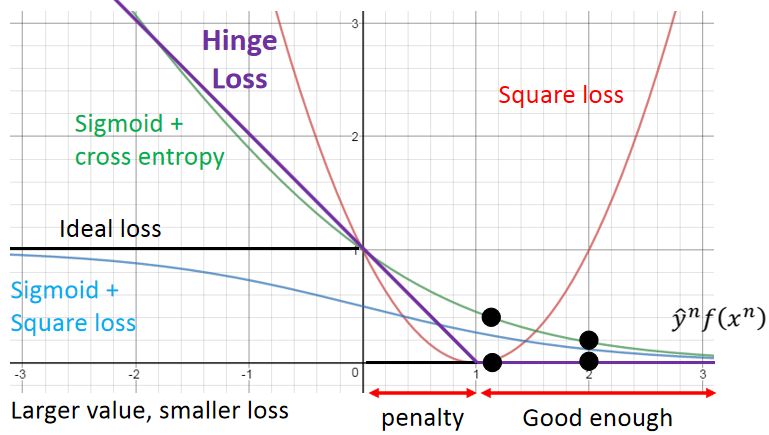 3
Hinge
Loss
Square loss
Sigmoid +
cross entropy
2
Ideal loss
1
Sigmoid +
Square loss
ŷⁿf(xⁿ)
-3 -2 -1 0 1 2 3
Larger value, smaller loss
penalty
Good enough